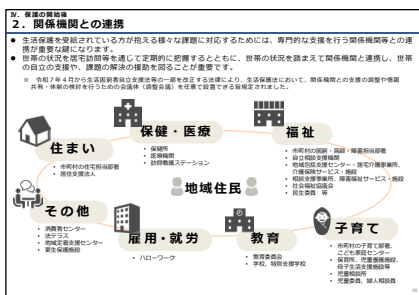 Ⅳ．保護の開始後
２．関係機関との連携
● 生活保護を受給されている方が抱える様々な課題に対応するためには、専門的な支援を行う関係機関等との連
携が重要な鍵になります。
● 世帯の状況を居宅訪問等を通じて定期的に把握するとともに、世帯の状況を踏まえて関係機関と連携し、世帯
の自立の支援や、課題の解決の援助を図ることが重要です。
※ 令和７年４月から生活困窮者自立支援法等の一部を改正する法律により、生活保護法において、関係機関との支援の調整や情報
共有・体制の検討を行うための会議体（調整会議）を任意で設置できる旨規定されました。
保健・医療
・ 保健所
・ 医療機関
・ 訪問看護ステーション
福祉
・ 市町村の困窮・高齢・障害担当部署
・ 自立相談支援機関
・ 地域包括支援センター・居宅介護事業所、
介護保険サービス・施設
・ 相談支援事業所、障害福祉サービス・施設
・ 社会福祉協議会
・ 民生委員 等
住まい
・ 市町村の住宅担当部署
・ 居住支援法人
地域住民
その他
・ 消費者センター
・ 法テラス
・ 地域定着支援センター
・ 更生保護施設
雇用・就労
・ ハローワーク
教育
・ 教育委員会
・ 学校、特別支援学校
子育て
・ 市町村の子育て部署、
こども家庭センター
・ 保育所、児童養護施設、
母子生活支援施設等
・ 児童相談所
・ 児童委員、婦人相談員